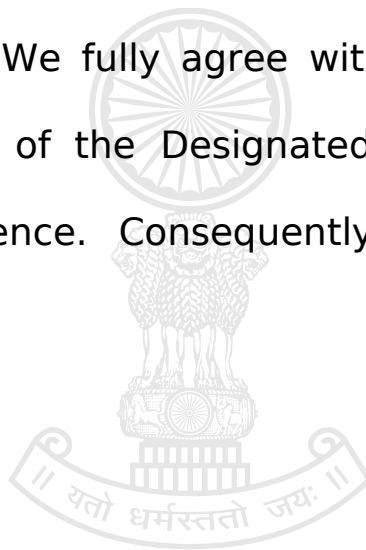 We fully agree wit
of the Designated
ence. Consequently
॥ यतो धर्मस्ततो जयः ॥